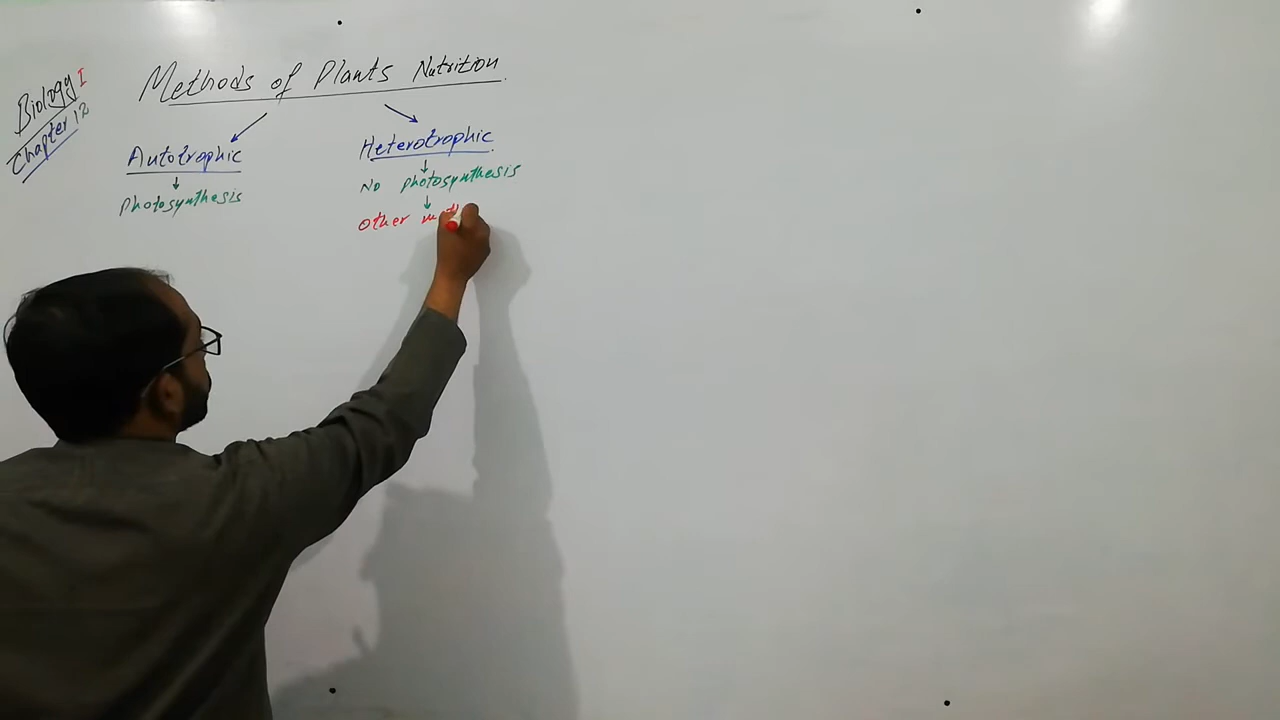 Biology I
Chapter 12
Methods of Plants Nutrition.
Autotrophic
Photosynthesis
Heterotrophic.
No photosynthesis
Other